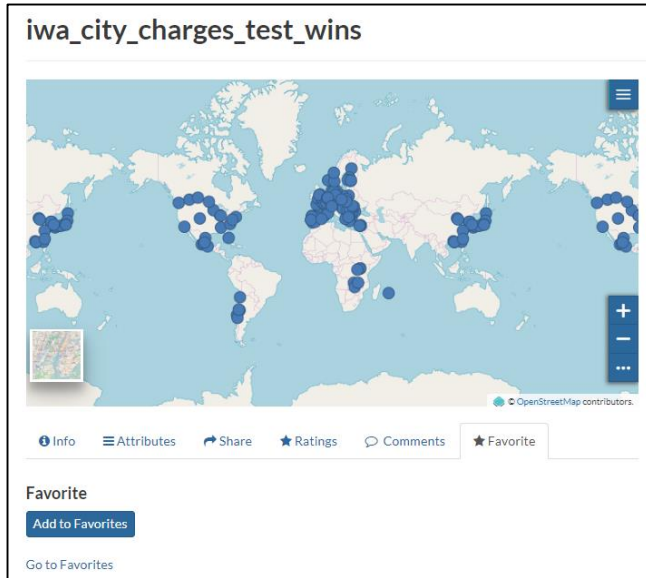 iwa_city_charges_test_wins
© OpenStreetMap contributors.
Info Attributes Share Ratings Comments Favorite
Favorite
Add to Favorites
Go to Favorites